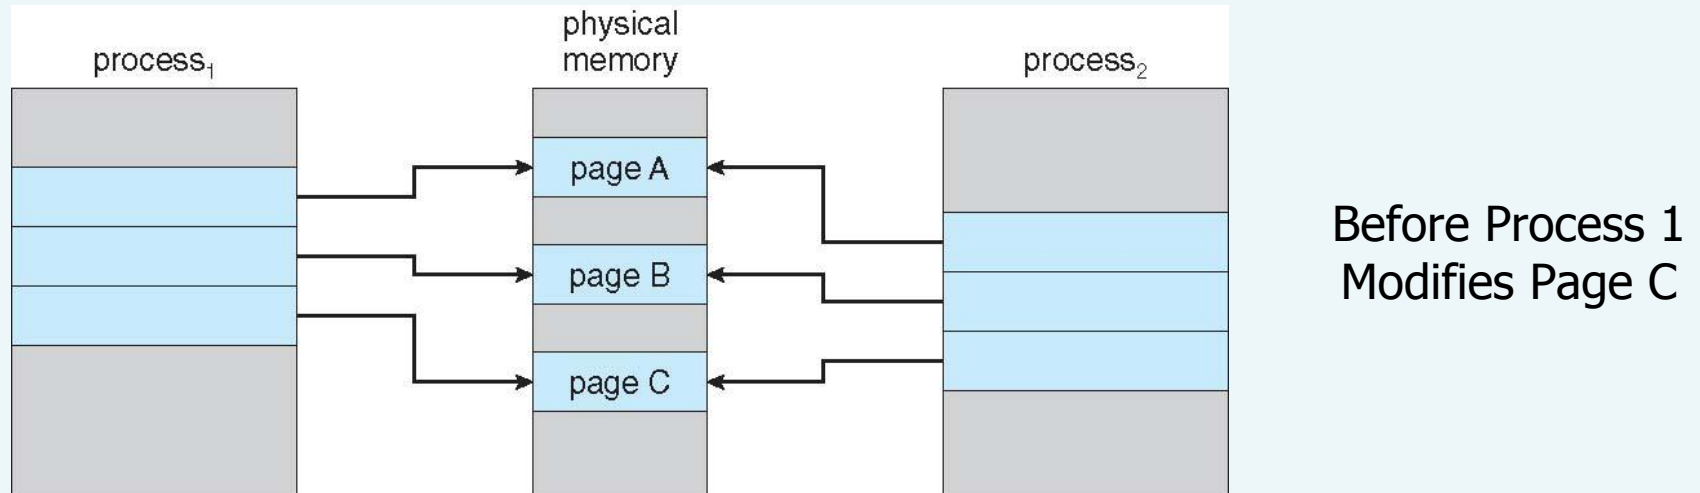 physical
memory
process₁
process₂
page A
page B
page C
Before Process 1
Modifies Page C